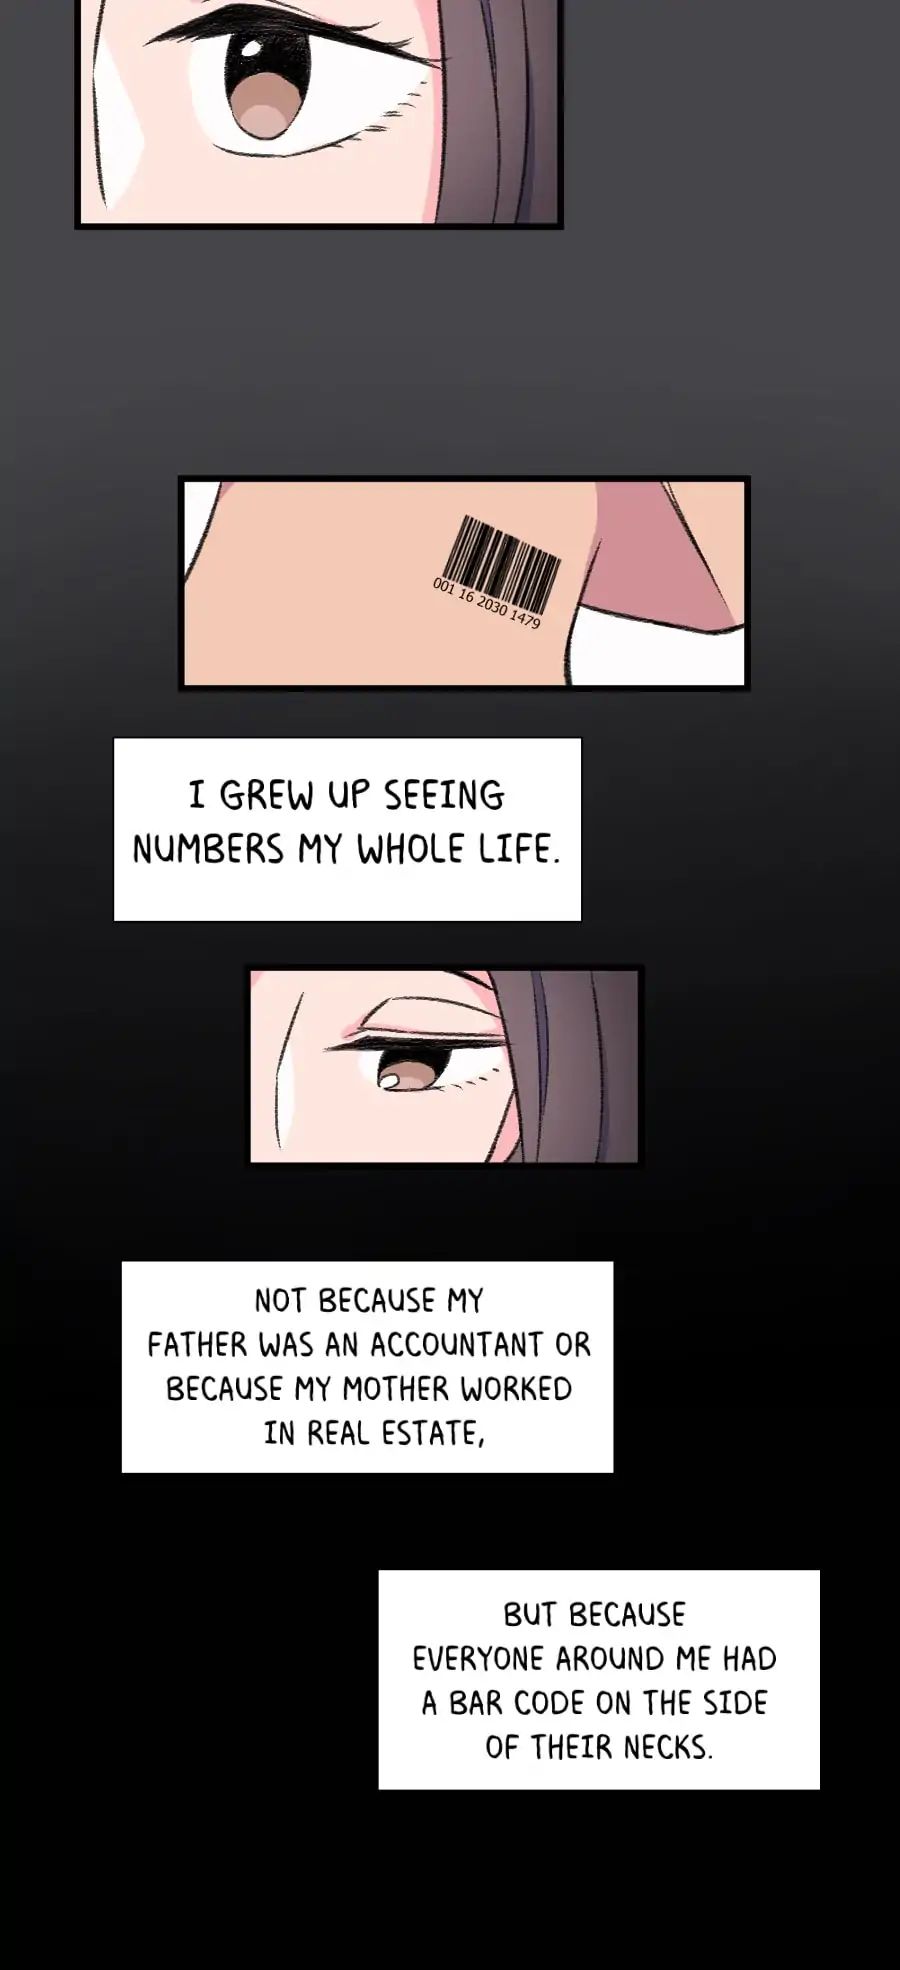 001 16 2030 1479
I GREW UP SEEING
NUMBERS MY WHOLE LIFE.
NOT BECAUSE MY
FATHER WAS AN ACCOUNTANT OR
BECAUSE MY MOTHER WORKED
IN REAL ESTATE,
BUT BECAUSE
EVERYONE AROUND ME HAD
A BAR CODE ON THE SIDE
OF THEIR NECKS.